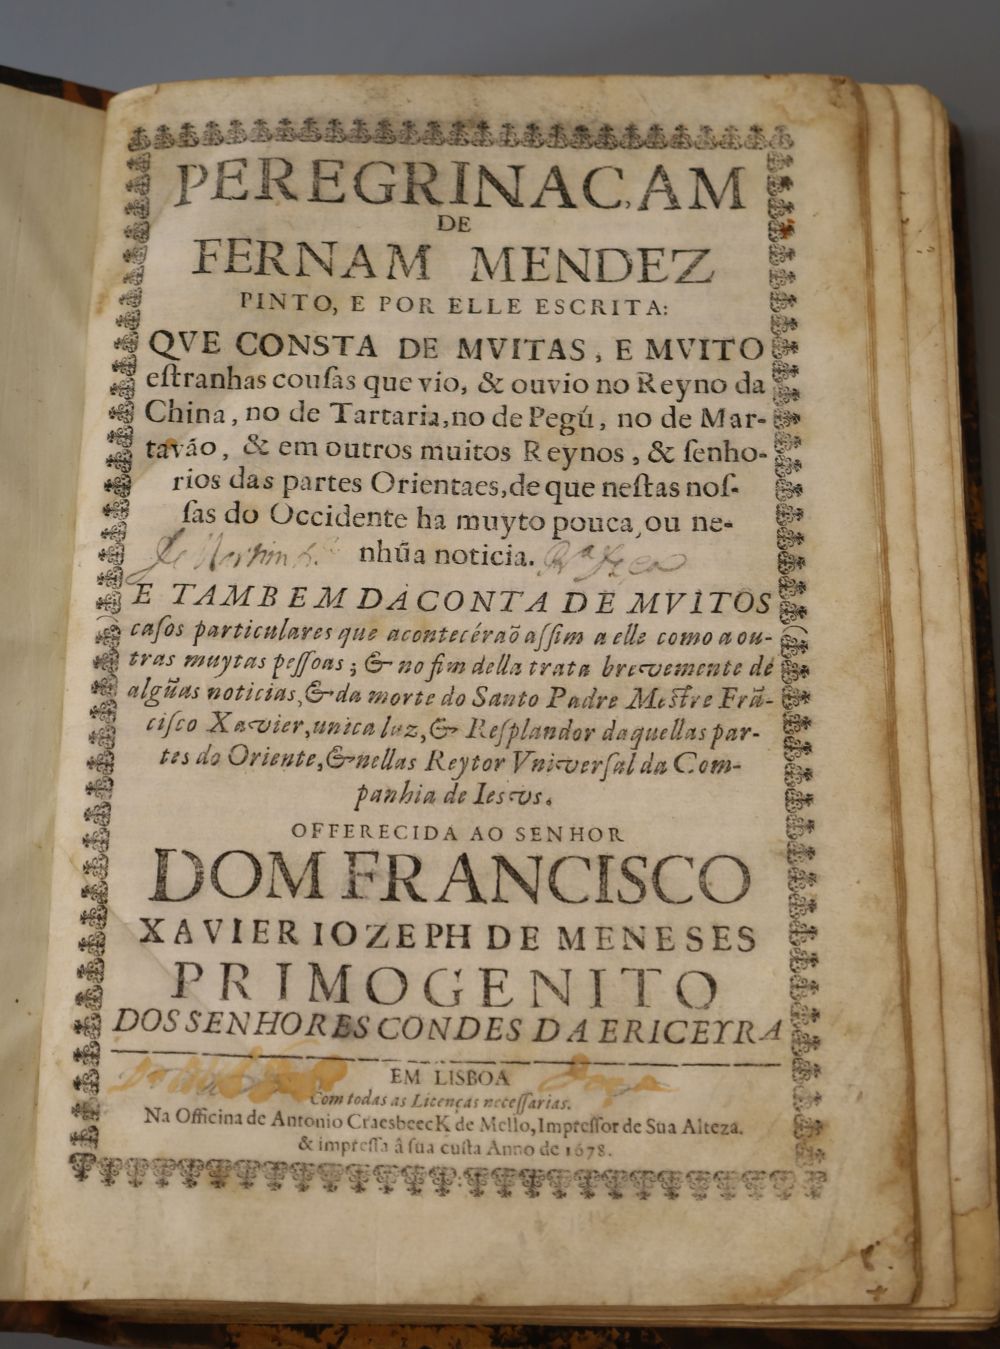 PEREGRINAC,AM
DE
FERNAM MENDEZ
PINTO, E POR ELLE ESCRITA:
QVE CONSTA DE MVITAS, E MVITO
eſtranhas couſas que vio, & ouvio no Reyno da
China, no de Tartaria, no de Pegú, no de Mar-
tavão, & em outros muitos Reynos, & ſenho-
rios das partes Orientaes, de que neſtas noſ-
ſas do Occidente ha muyto pouca, ou ne-
nhũa noticia.
E TAMBEM DÀ CONTA DE MVITOS
caſos particulares que acontecéraõ aſſim a elle como a ou-
tras muytas peſſoas; & no fim della trata brevemente de
algũas noticias, & da morte do Santo Padre Meſtre Frã-
ciſco Xavier, unica luz, & Reſplandor daquellas par-
tes do Oriente, & nellas Reytor Vniverſal da Com-
panhia de Iesvs.
OFFERECIDA AO SENHOR
DOM FRANCISCO
XAVIER IOZEPH DE MENESES
PRIMOGENITO
DOS SENHORES CONDES DA ERICEYRA
EM LISBOA
Com todas as Licenças neceſſarias.
Na Officina de Antonio CraesbeecK de Mello, Impreſſor de Sua Alteza.
& impreſſa â ſua cuſta Anno de 1678.